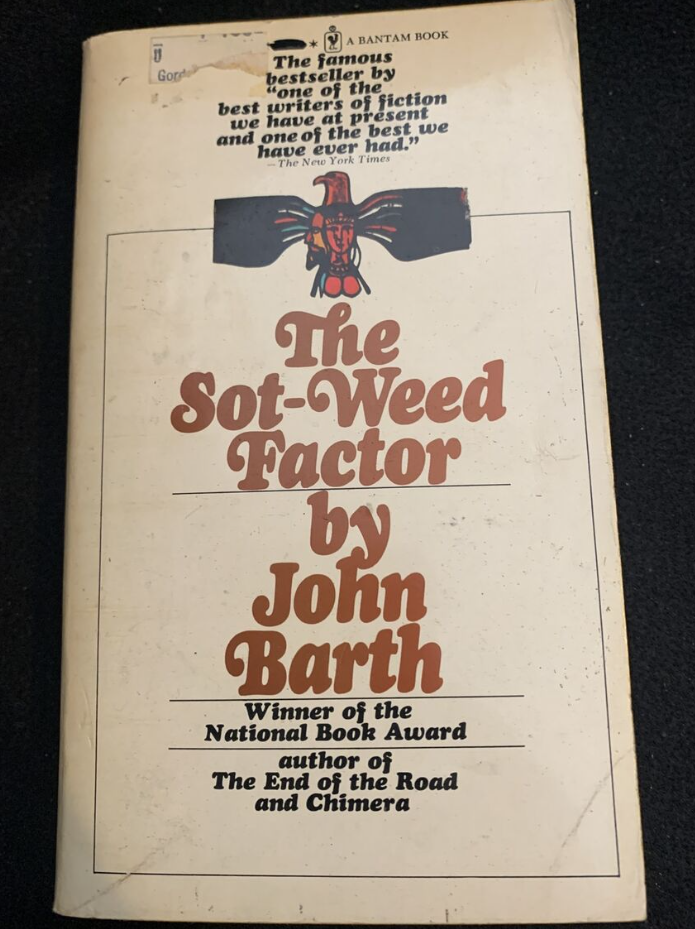 * A BANTAM BOOK
The famous
bestseller by
"one of the
best writers of fiction
we have at present
and one of the best we
have ever had."
—The New York Times
The
Sot-Weed
Factor
by
John
Barth
Winner of the
National Book Award
author of
The End of the Road
and Chimera